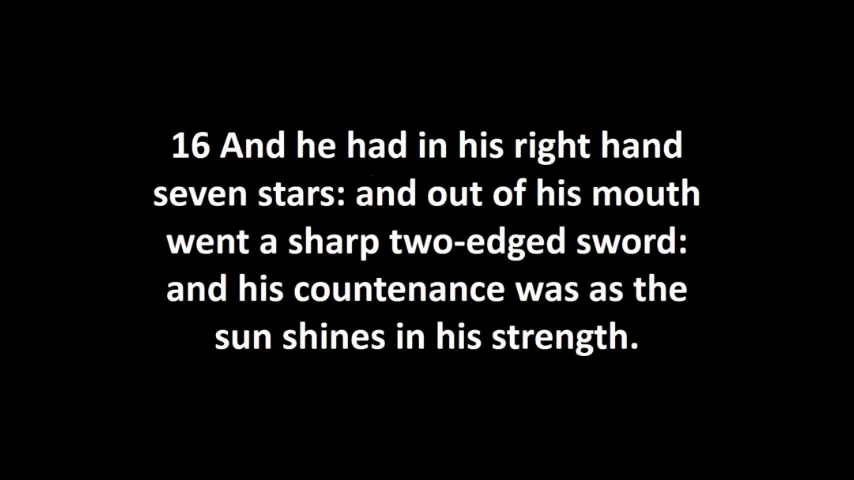 16 And he had in his right hand
seven stars: and out of his mouth
went a sharp two-edged sword:
and his countenance was as the
sun shines in his strength.